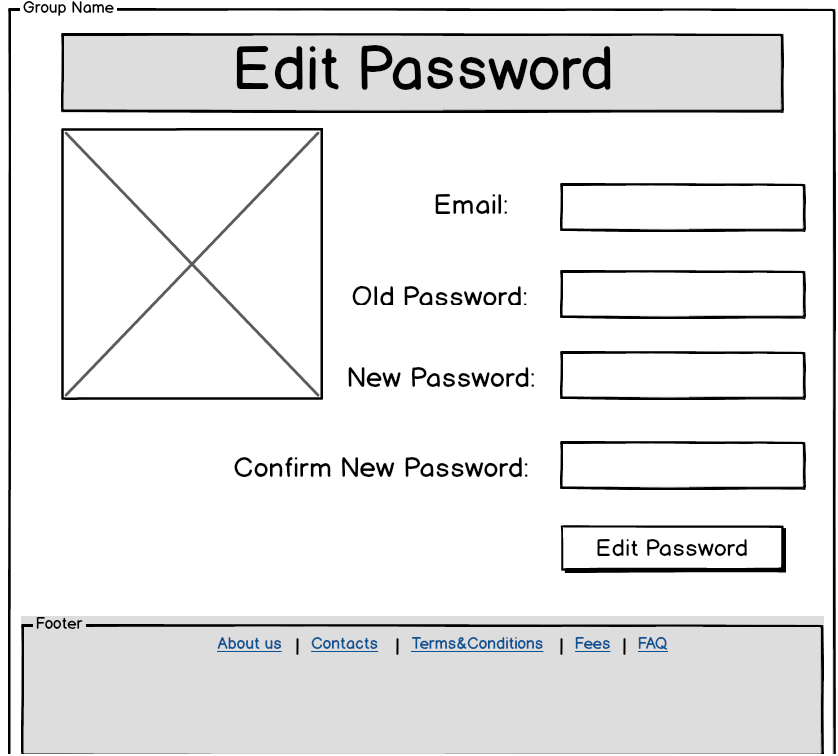 Group Name
Edit Password
Email:
Old Password:
New Password:
Confirm New Password:
Edit Password
Footer
About us | Contacts | Terms&Conditions | Fees | FAQ